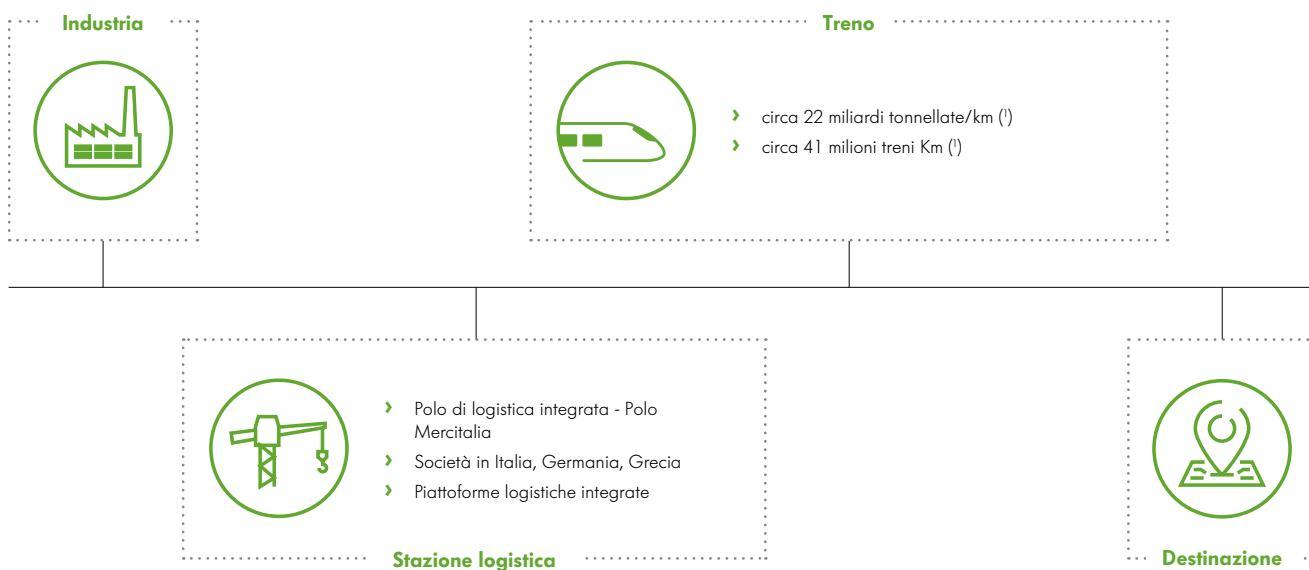 Industria
Treno
› circa 22 miliardi tonnellate/km (¹)
› circa 41 milioni treni Km (¹)
› Polo di logistica integrata - Polo
Mercitalia
› Società in Italia, Germania, Grecia
› Piattoforme logistiche integrate
Stazione logistica
Destinazione